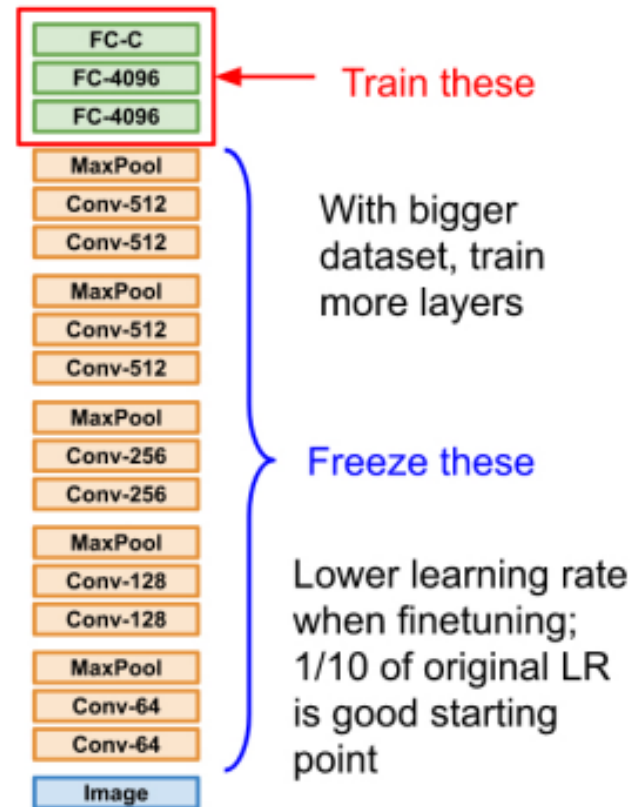 FC-C
FC-4096
FC-4096
Train these
MaxPool
Conv-512
Conv-512
MaxPool
Conv-512
Conv-512
MaxPool
Conv-256
Conv-256
MaxPool
Conv-128
Conv-128
MaxPool
Conv-64
Conv-64
Image
With bigger
dataset, train
more layers
Freeze these
Lower learning rate
when finetuning;
1/10 of original LR
is good starting
point